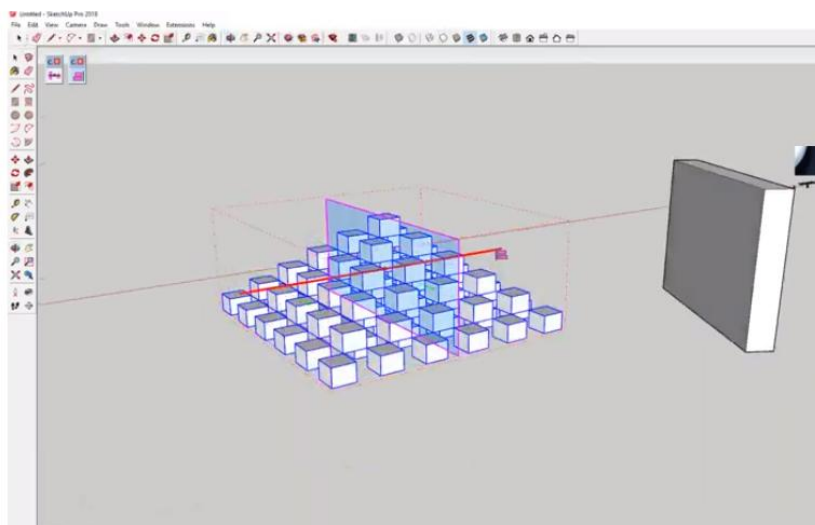 Untitled - SketchUp Pro 2018
File Edit View Camera Draw Tools Window Extensions Help